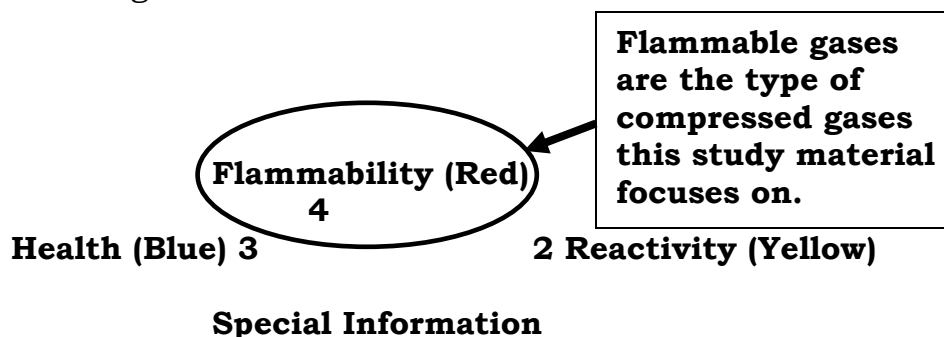 Flammable gases
are the type of
compressed gases
this study material
focuses on.
Flammability (Red)
4
Health (Blue) 3
2 Reactivity (Yellow)
Special Information